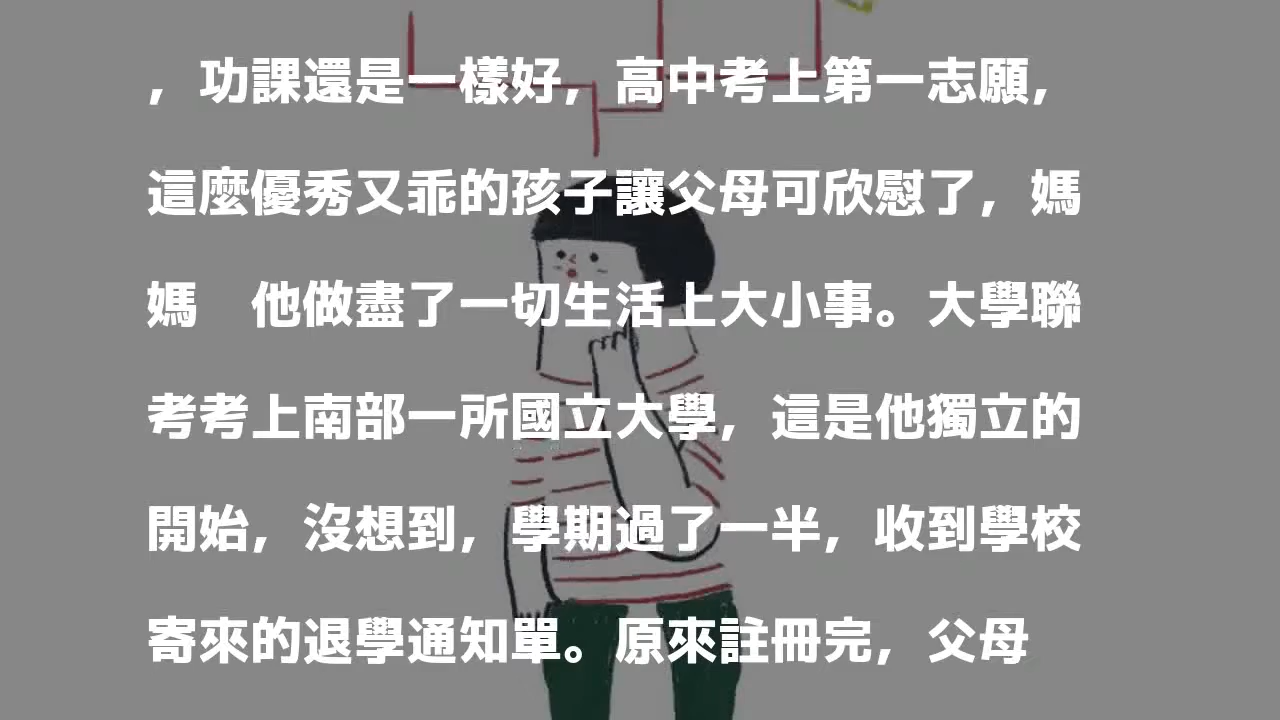 ，功課還是一樣好，高中考上第一志願，
這麼優秀又乖的孩子讓父母可欣慰了，媽
媽　他做盡了一切生活上大小事。大學聯
考考上南部一所國立大學，這是他獨立的
開始，沒想到，學期過了一半，收到學校
寄來的退學通知單。原來註冊完，父母